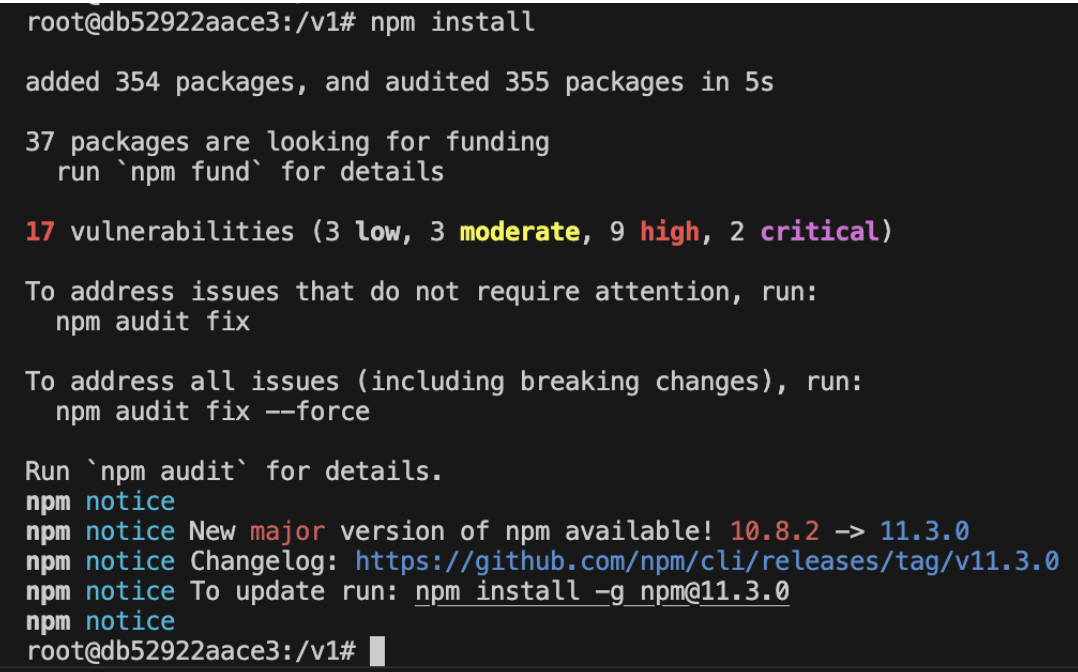 root@db52922aace3:/v1# npm install
added 354 packages, and audited 355 packages in 5s
37 packages are looking for funding
  run `npm fund` for details
17 vulnerabilities (3 low, 3 moderate, 9 high, 2 critical)
To address issues that do not require attention, run:
  npm audit fix
To address all issues (including breaking changes), run:
  npm audit fix --force
Run `npm audit` for details.
npm notice
npm notice New major version of npm available! 10.8.2 -> 11.3.0
npm notice Changelog: https://github.com/npm/cli/releases/tag/v11.3.0
npm notice To update run: npm install -g npm@11.3.0
npm notice
root@db52922aace3:/v1#